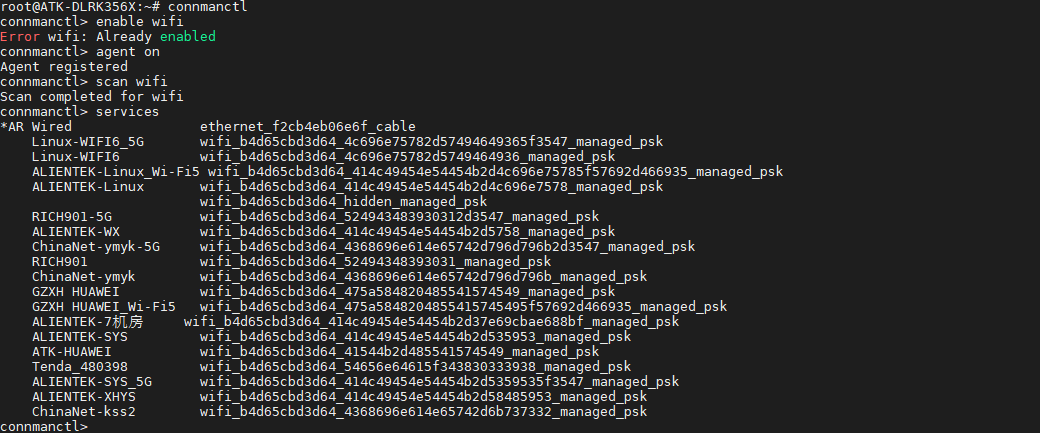 root@ATK-DLRK356X:~# connmanctl
connmanctl> enable wifi
Error wifi: Already enabled
connmanctl> agent on
Agent registered
connmanctl> scan wifi
Scan completed for wifi
connmanctl> services
*AR Wired                ethernet_f2cb4eb06e6f_cable
    Linux-WIFI6_5G       wifi_b4d65cbd3d64_4c696e75782d57494649365f3547_managed_psk
    Linux-WIFI6          wifi_b4d65cbd3d64_4c696e75782d5749464936_managed_psk
    ALIENTEK-Linux_Wi-Fi5 wifi_b4d65cbd3d64_414c49454e54454b2d4c696e75785f57692d466935_managed_psk
    ALIENTEK-Linux       wifi_b4d65cbd3d64_414c49454e54454b2d4c696e7578_managed_psk
                         wifi_b4d65cbd3d64_hidden_managed_psk
    RICH901-5G           wifi_b4d65cbd3d64_524943483930312d3547_managed_psk
    ALIENTEK-WX          wifi_b4d65cbd3d64_414c49454e54454b2d5758_managed_psk
    ChinaNet-ymyk-5G     wifi_b4d65cbd3d64_4368696e614e65742d796d796b2d3547_managed_psk
    RICH901              wifi_b4d65cbd3d64_52494348393031_managed_psk
    ChinaNet-ymyk        wifi_b4d65cbd3d64_4368696e614e65742d796d796b_managed_psk
    GZXH HUAWEI          wifi_b4d65cbd3d64_475a584820485541574549_managed_psk
    GZXH HUAWEI_Wi-Fi5   wifi_b4d65cbd3d64_475a5848204855415745495f57692d466935_managed_psk
    ALIENTEK-7机房     wifi_b4d65cbd3d64_414c49454e54454b2d37e69cbae688bf_managed_psk
    ALIENTEK-SYS         wifi_b4d65cbd3d64_414c49454e54454b2d535953_managed_psk
    ATK-HUAWEI           wifi_b4d65cbd3d64_41544b2d485541574549_managed_psk
    Tenda_480398         wifi_b4d65cbd3d64_54656e64615f343830333938_managed_psk
    ALIENTEK-SYS_5G      wifi_b4d65cbd3d64_414c49454e54454b2d5359535f3547_managed_psk
    ALIENTEK-XHYS        wifi_b4d65cbd3d64_414c49454e54454b2d58485953_managed_psk
    ChinaNet-kss2        wifi_b4d65cbd3d64_4368696e614e65742d6b737332_managed_psk
connmanctl>